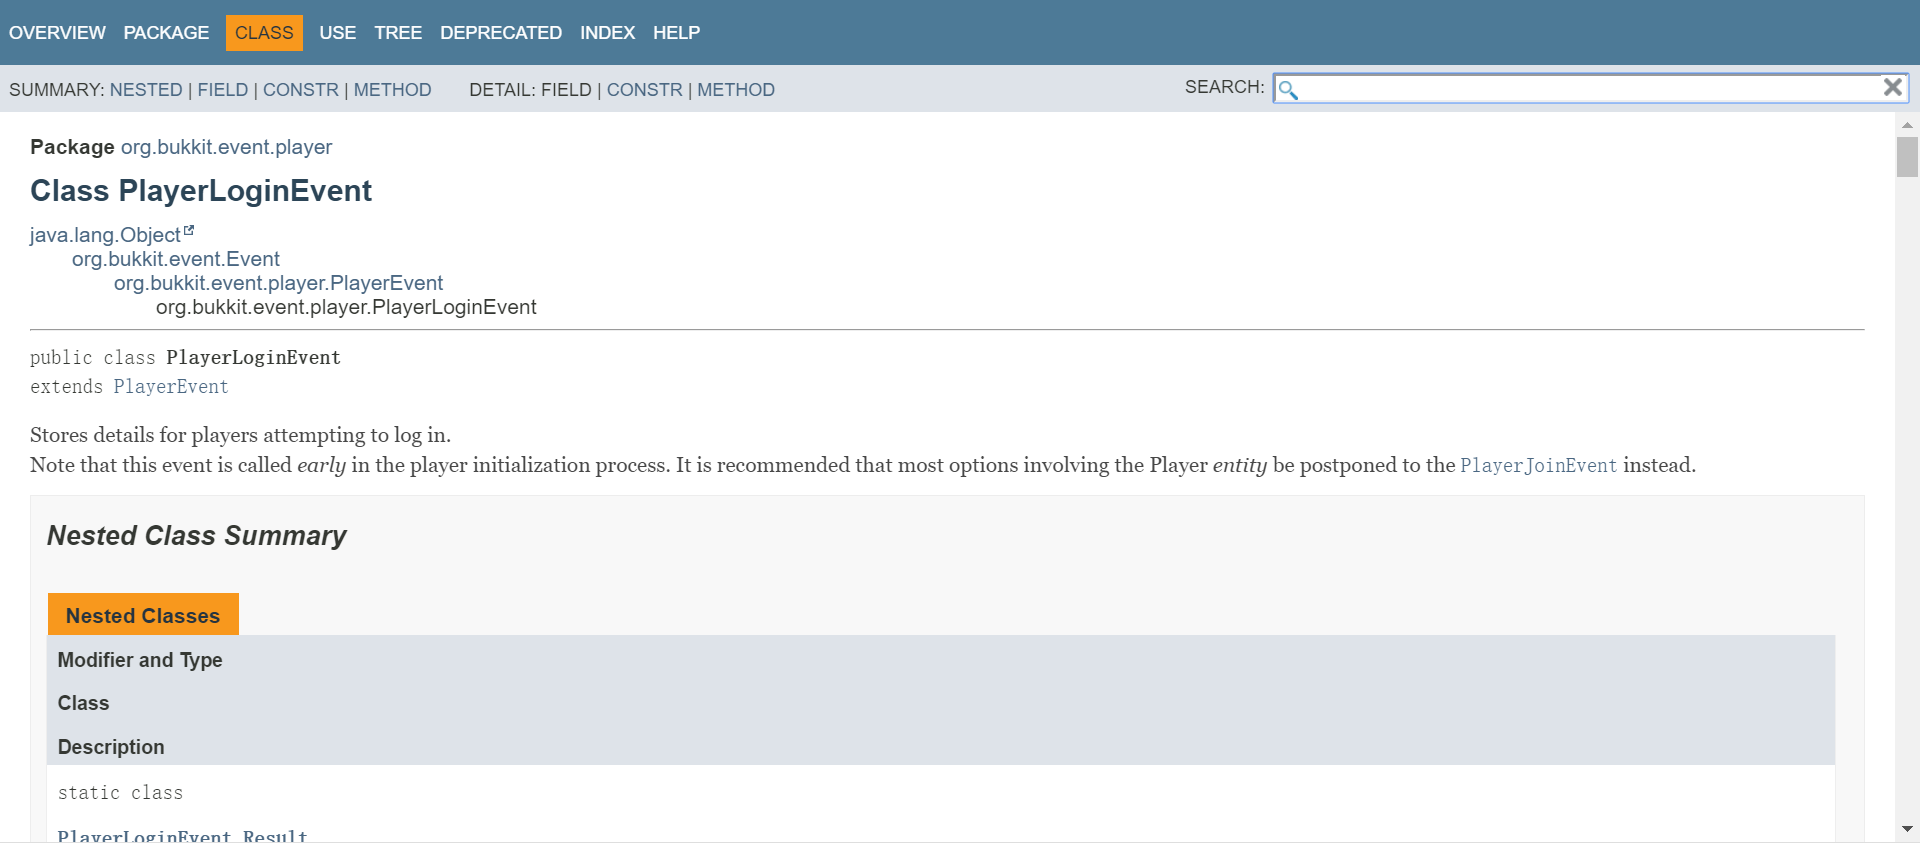 OVERVIEW PACKAGE CLASS USE TREE DEPRECATED INDEX HELP
SUMMARY: NESTED | FIELD | CONSTR | METHOD DETAIL: FIELD | CONSTR | METHOD SEARCH:
Package org.bukkit.event.player
Class PlayerLoginEvent
java.lang.Object
org.bukkit.event.Event
org.bukkit.event.player.PlayerEvent
org.bukkit.event.player.PlayerLoginEvent
public class PlayerLoginEvent
extends PlayerEvent
Stores details for players attempting to log in.
Note that this event is called early in the player initialization process. It is recommended that most options involving the Player entity be postponed to the PlayerJoinEvent instead.
Nested Class Summary
Nested Classes
Modifier and Type
Class
Description
static class
PlayerLoginEvent.Result